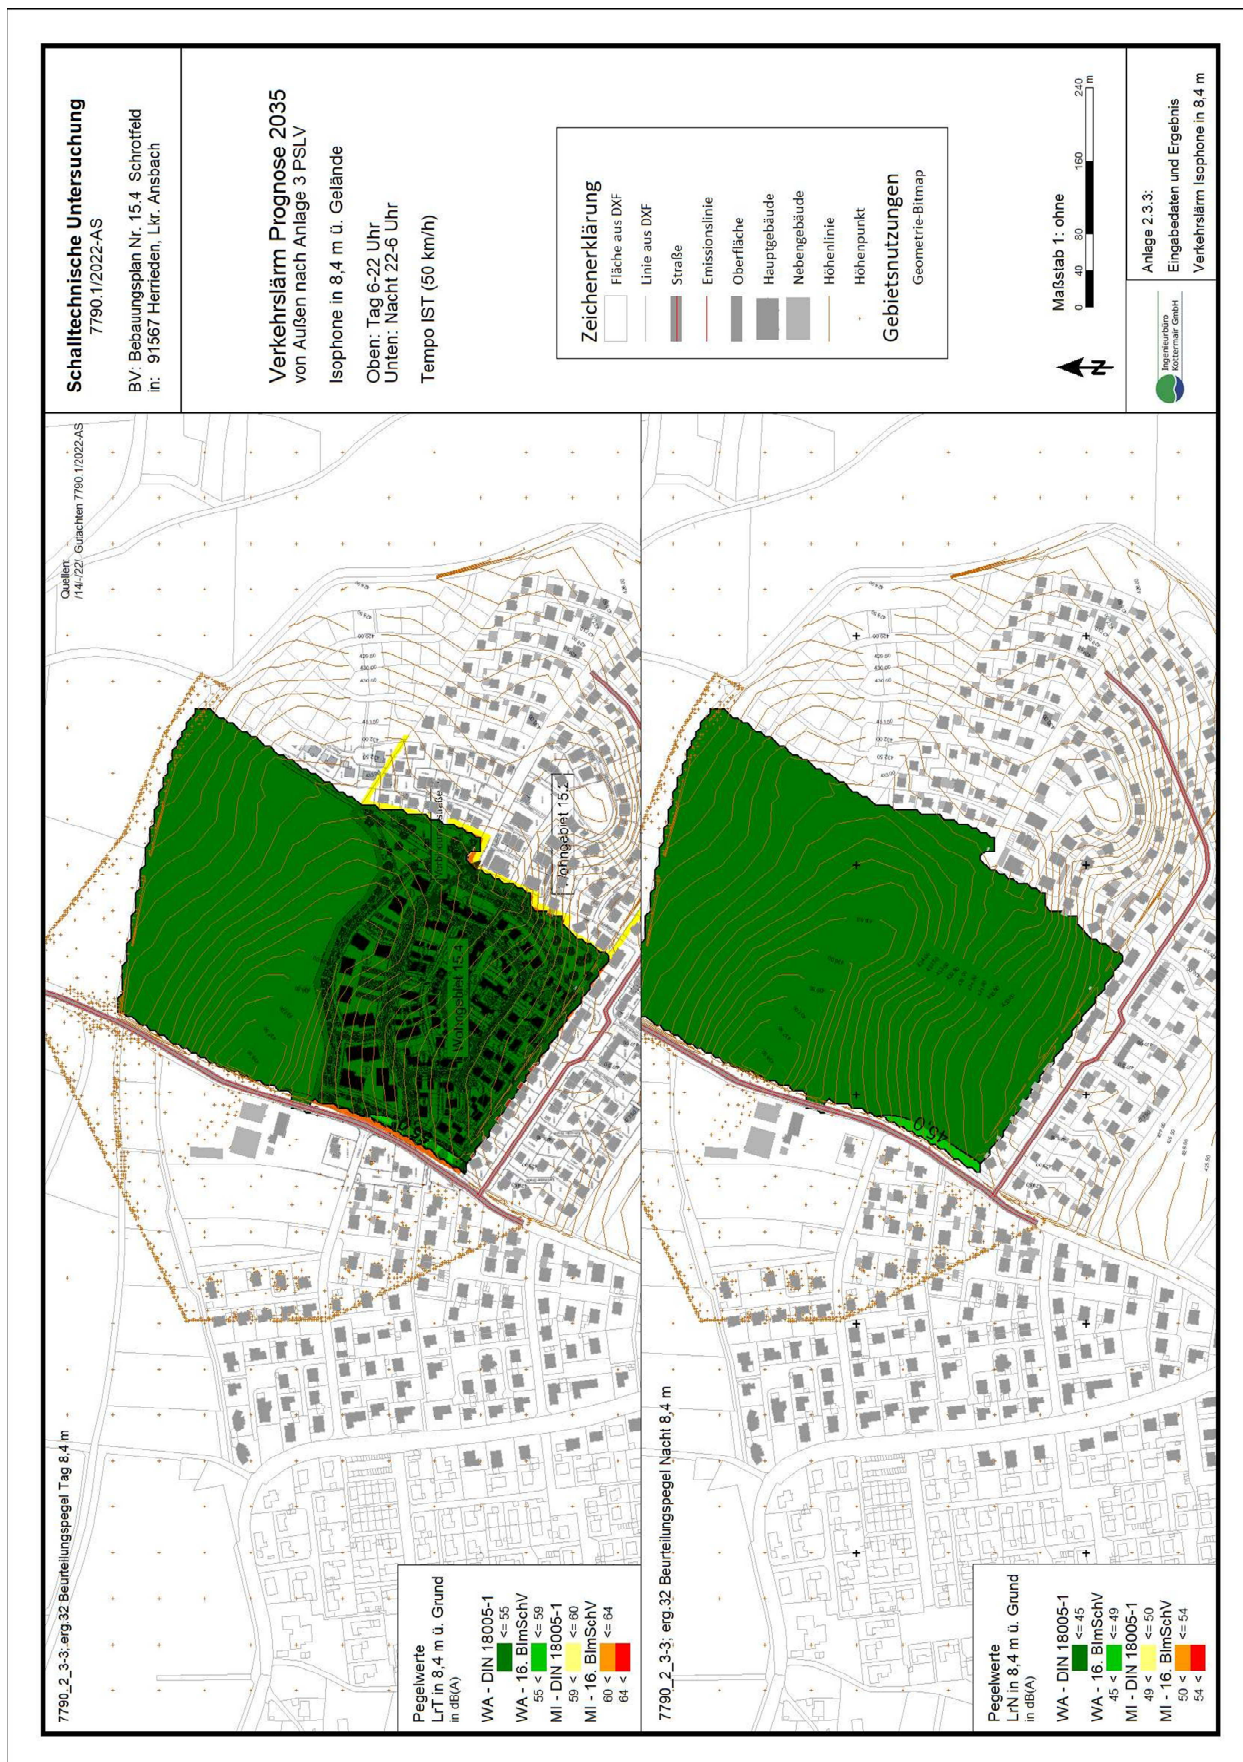 Schalltechnische Untersuchung
7790.1/2022-AS
BV: Bebauungsplan Nr. 15.4 Schrotfeld
in: 91567 Herrieden, Lkr. Ansbach
Verkehrslärm Prognose 2035
von Außen nach Anlage 3 PSLV
Isophone in 8,4 m ü. Gelände
Oben: Tag 6-22 Uhr
Unten: Nacht 22-6 Uhr
Tempo IST (50 km/h)
Zeichenerklärung
Fläche aus DXF
Linie aus DXF
Straße
Emissionslinie
Oberfläche
Hauptgebäude
Nebengebäude
Höhenlinie
Höhenpunkt
Gebietsnutzungen
Geometrie-Bitmap
Maßstab 1: ohne
0 40 80 160 240
m
N
Ingenieurbüro
Kottermair GmbH
Anlage 2.3.3:
Eingabedaten und Ergebnis
Verkehrslärm Isophone in 8,4 m
7790_2_3-3; erg.32 Beurteilungspegel Tag 8,4 m
Quellen:
/14/-/22/ Gutachten 7790.1/2022-AS
Wohngebiet 15.4
Wohngebiet 15.2
45.0
Pegelwerte
LrT in 8,4 m ü. Grund
in dB(A)
WA - DIN 18005-1
<= 55
WA - 16. BImSchV
55 < <= 59
MI - DIN 18005-1
59 < <= 60
MI - 16. BImSchV
60 < <= 64
64 <
7790_2_3-3; erg.32 Beurteilungspegel Nacht 8,4 m
45.0
Pegelwerte
LrN in 8,4 m ü. Grund
in dB(A)
WA - DIN 18005-1
<= 45
WA - 16. BImSchV
45 < <= 49
MI - DIN 18005-1
49 < <= 50
MI - 16. BImSchV
50 < <= 54
54 <